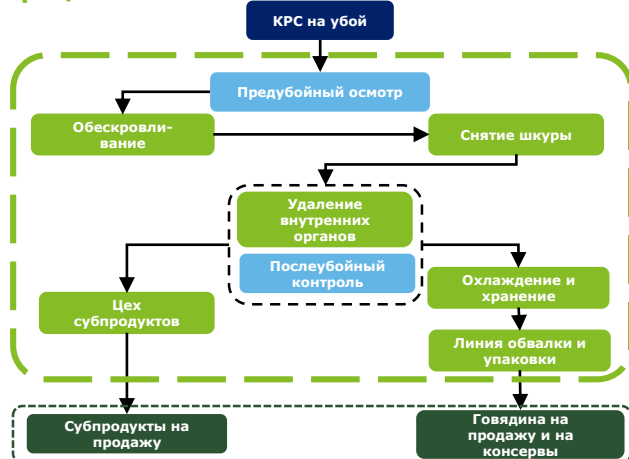 КРС на убой
Предубойный осмотр
Обескровли-
вание
Снятие шкуры
Удаление
внутренних
органов
Послеубойный
контроль
Цех
субпродуктов
Охлаждение и
хранение
Линия обвалки и
упаковки
Субпродукты на
продажу
Говядина на
продажу и на
консервы